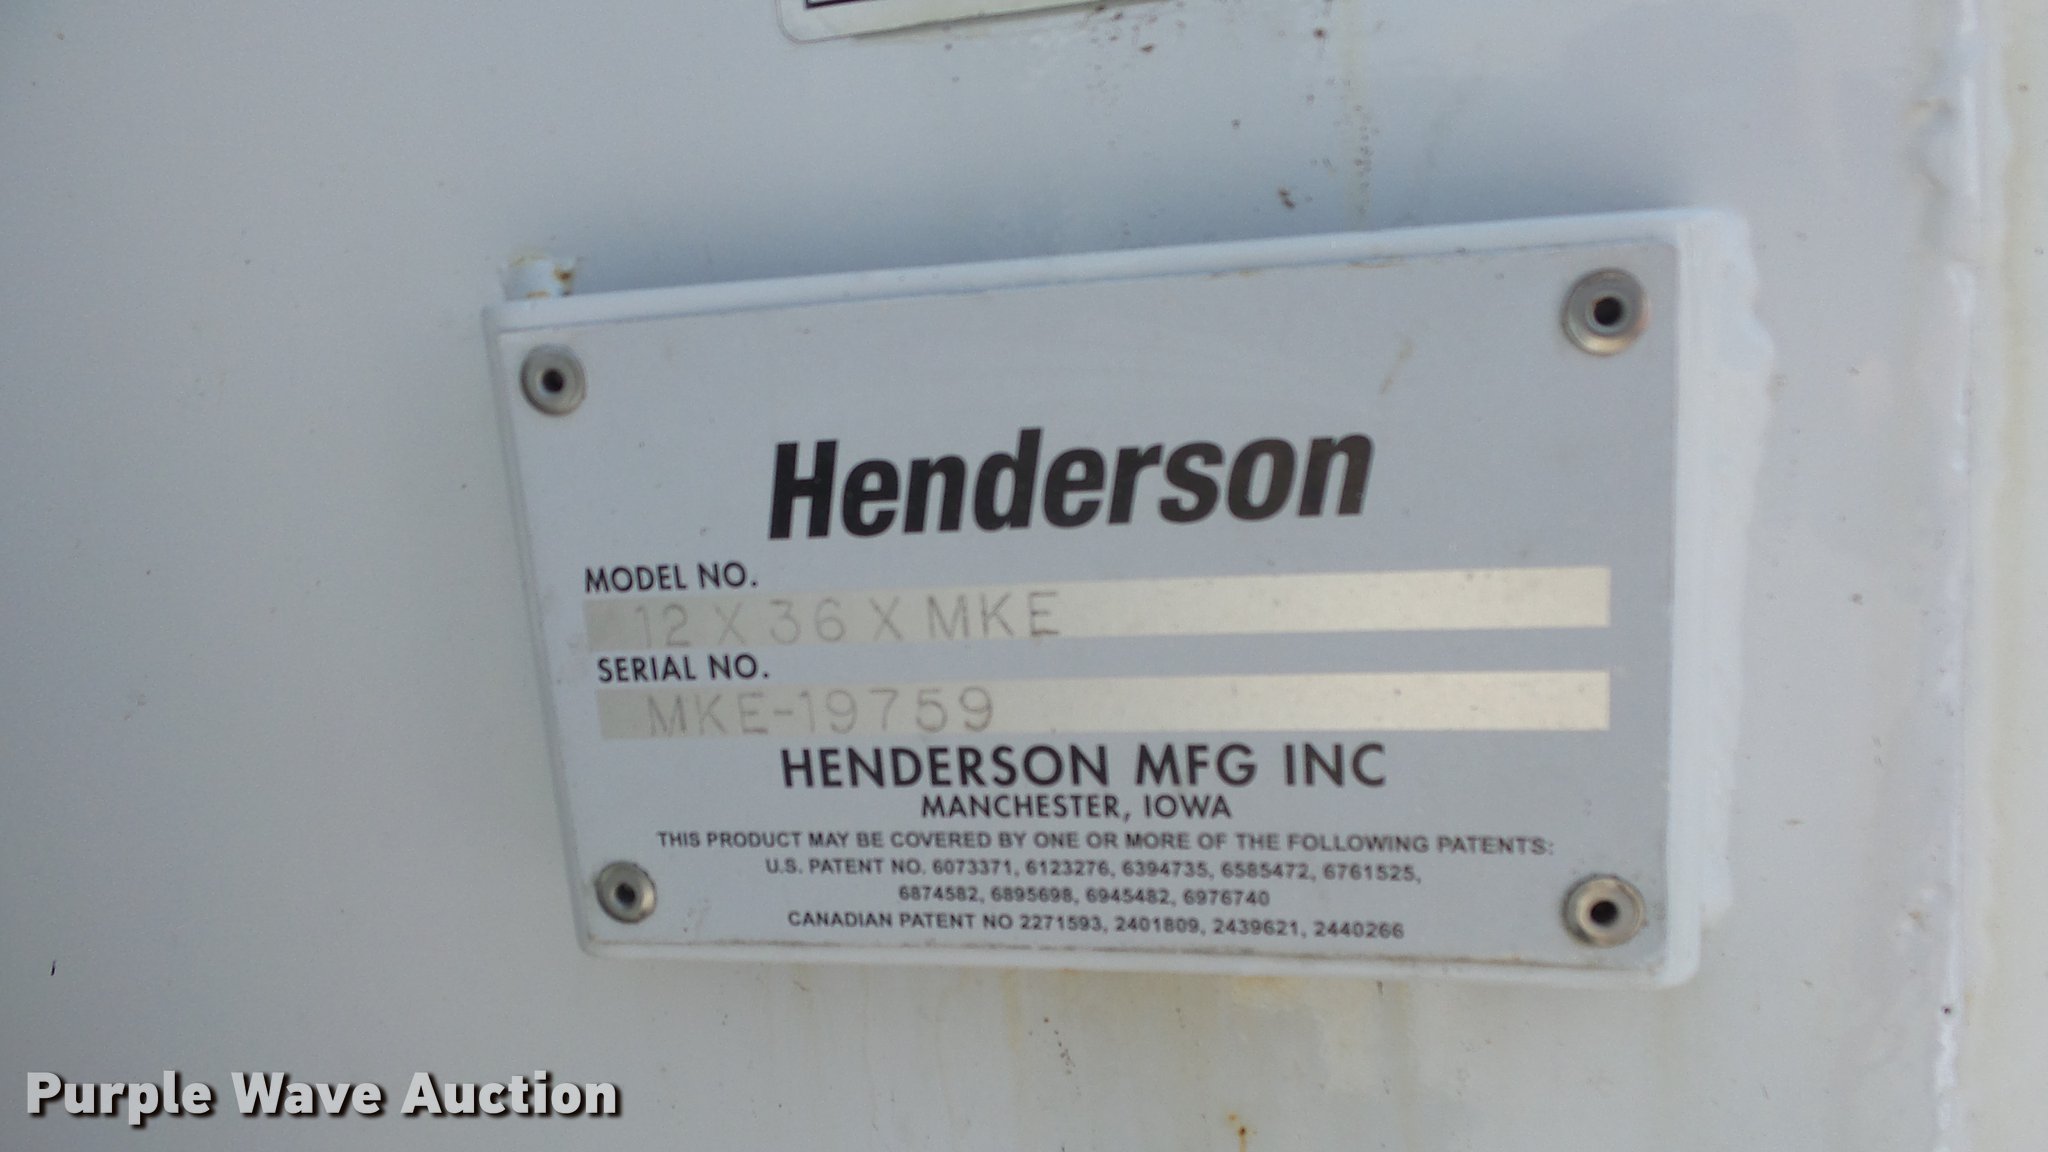 Henderson
MODEL NO.
12 X 36 X MKE
SERIAL NO.
MKE-19759
HENDERSON MFG INC
MANCHESTER, IOWA
THIS PRODUCT MAY BE COVERED BY ONE OR MORE OF THE FOLLOWING PATENTS:
U.S. PATENT NO. 6073371, 6123276, 6394735, 6585472, 6761525,
6874582, 6895698, 6945482, 6976740
CANADIAN PATENT NO 2271593, 2401809, 2439621, 2440266
Purple Wave Auction